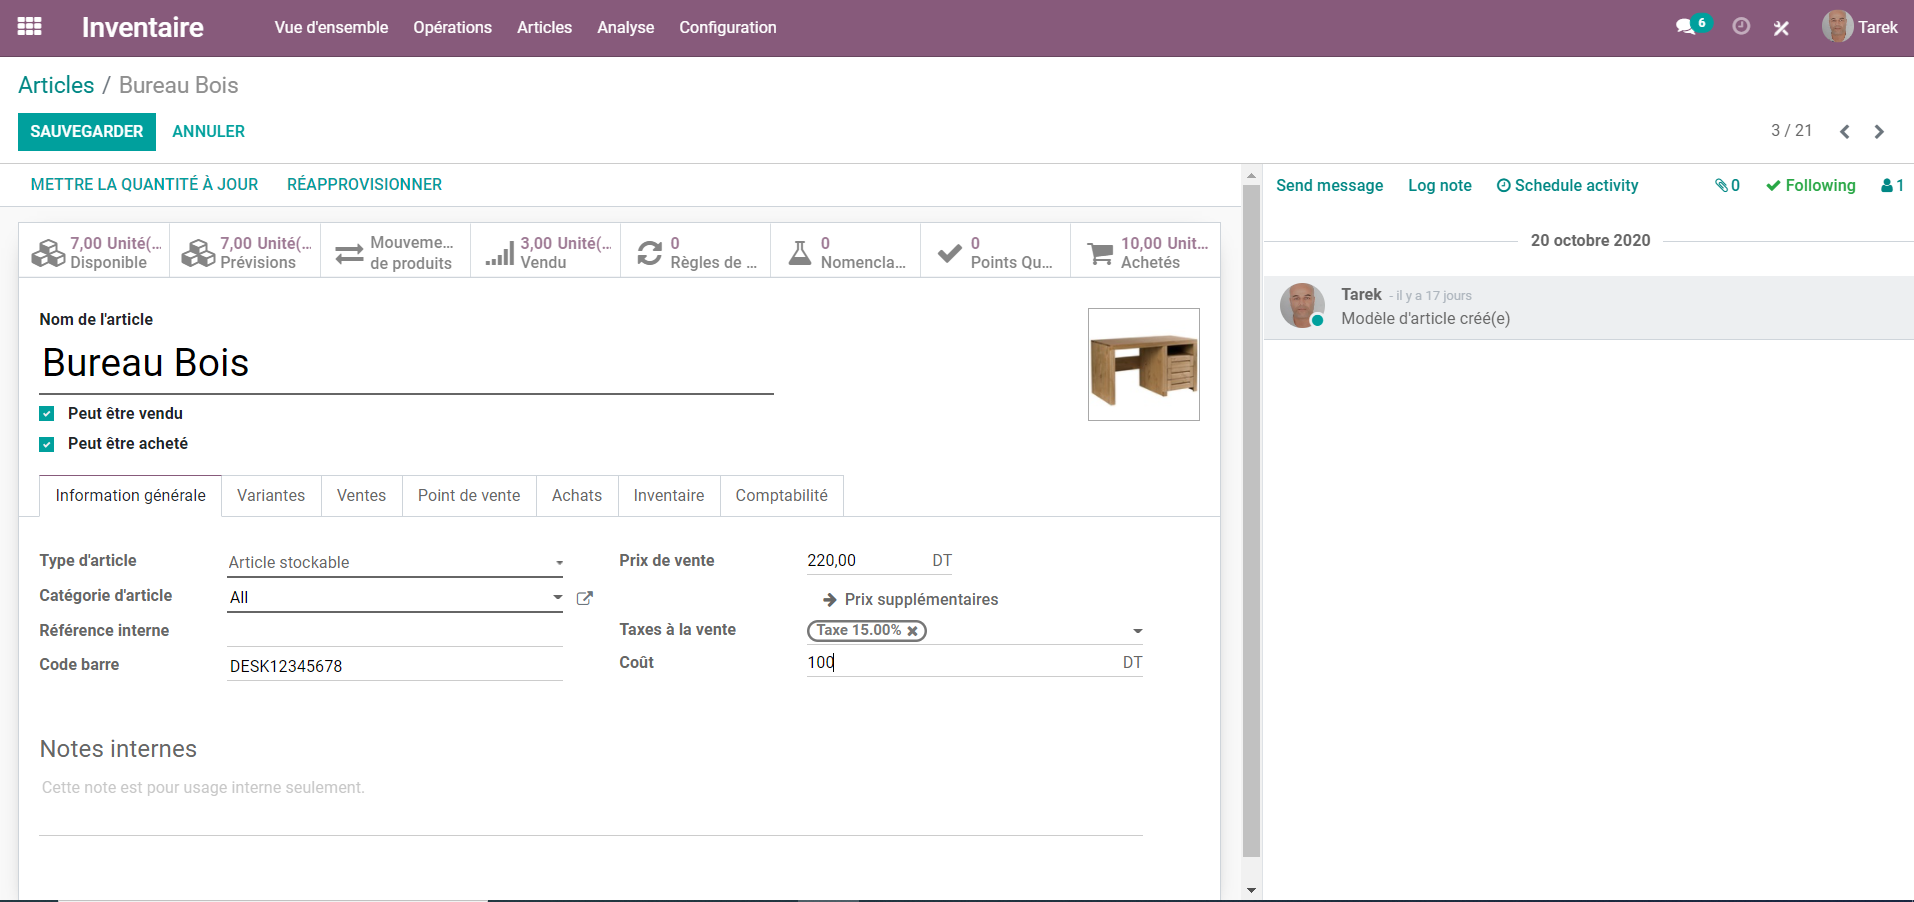 Inventaire Vue d'ensemble Opérations Articles Analyse Configuration 6 Tarek
Articles / Bureau Bois
SAUVEGARDER ANNULER 3 / 21
METTRE LA QUANTITÉ À JOUR RÉAPPROVISIONNER
Send message Log note Schedule activity 0 Following 1
7,00 Unité(...
Disponible
7,00 Unité(...
Prévisions
Mouveme...
de produits
3,00 Unité(...
Vendu
0
Règles de ...
0
Nomencla...
0
Points Qu...
10,00 Unit...
Achetés
20 octobre 2020
Tarek - il y a 17 jours
Modèle d'article créé(e)
Nom de l'article
Bureau Bois
Peut être vendu
Peut être acheté
Information générale Variantes Ventes Point de vente Achats Inventaire Comptabilité
Type d'article Article stockable
Catégorie d'article All
Référence interne
Code barre DESK12345678
Prix de vente 220,00 DT
Prix supplémentaires
Taxes à la vente Taxe 15.00%
Coût 100 DT
Notes internes
Cette note est pour usage interne seulement.